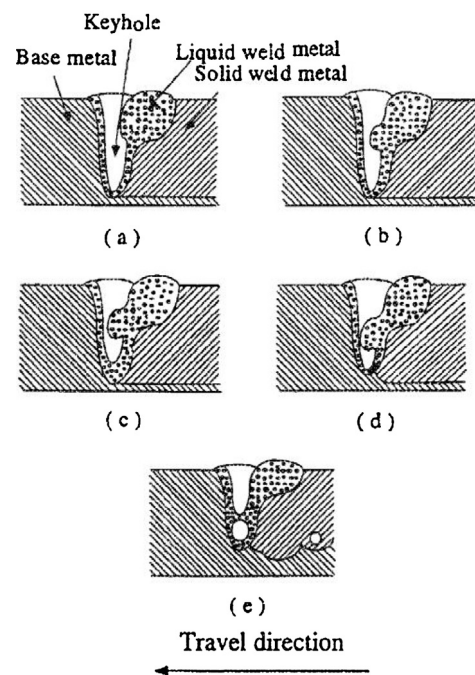 Keyhole
Base metal
Liquid weld metal
Solid weld metal
( a )
( b )
( c )
( d )
( e )
Travel direction